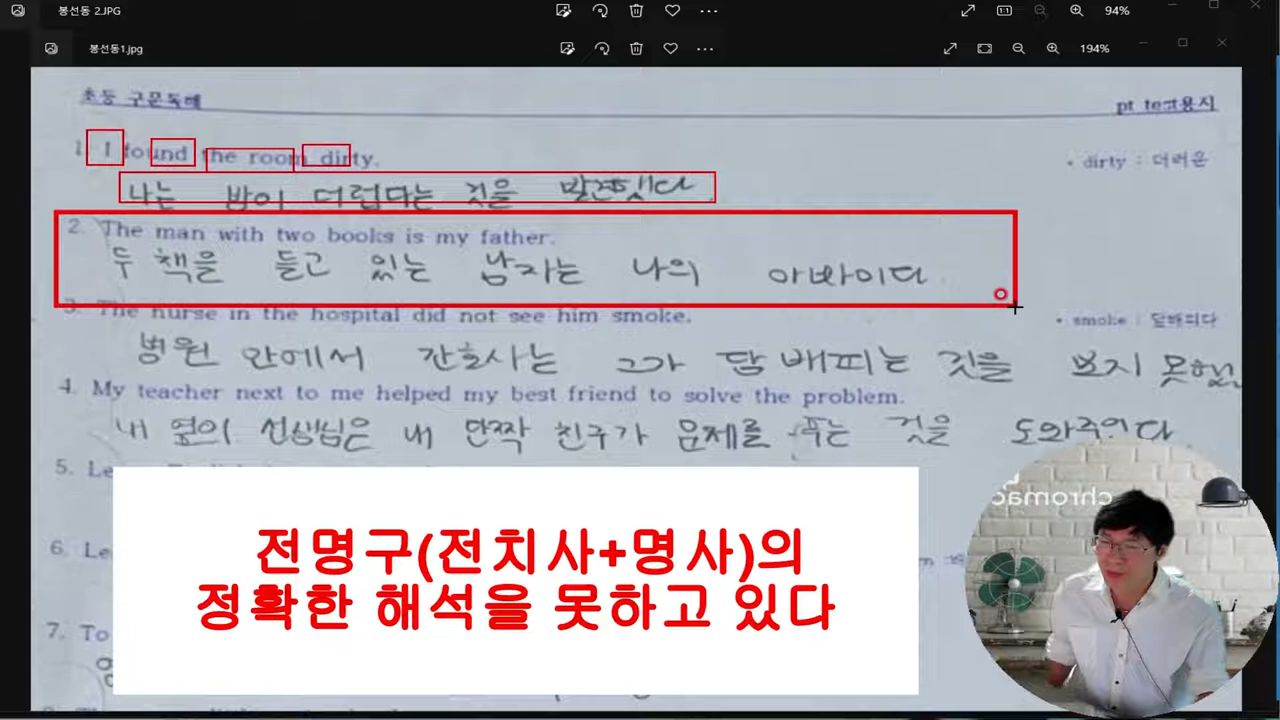 봉선동 2.JPG
94%
봉선동1.jpg
194%
초등 구문독해
pt test용지
1. I found the room dirty.
• dirty : 더러운
나는 방이 더럽다는 것을 발견했다
2. The man with two books is my father.
두 책을 들고 있는 남자는 나의 아빠이다
3. The nurse in the hospital did not see him smoke.
• smoke : 담배피다
병원 안에서 간호사는 그가 담배피는 것을 보지 못했
4. My teacher next to me helped my best friend to solve the problem.
내 옆의 선생님은 내 단짝 친구가 문제를 푸는 것을 도와주었다
5. Le
6. Le
7. To
전명구(전치사+명사)의
정확한 해석을 못하고 있다